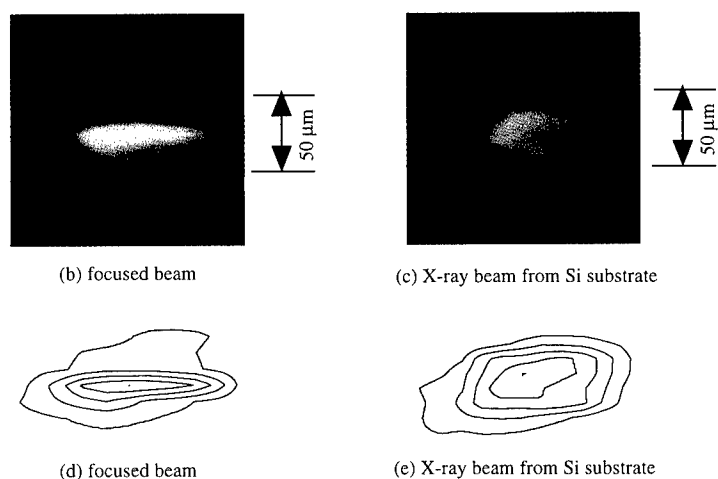 50 μm
50 μm
(b) focused beam
(c) X-ray beam from Si substrate
(d) focused beam
(e) X-ray beam from Si substrate